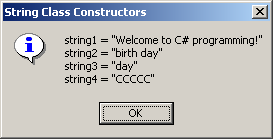 String Class Constructors
string1 = "Welcome to C# programming!"
string2 = "birth day"
string3 = "day"
string4 = "CCCCC"
OK